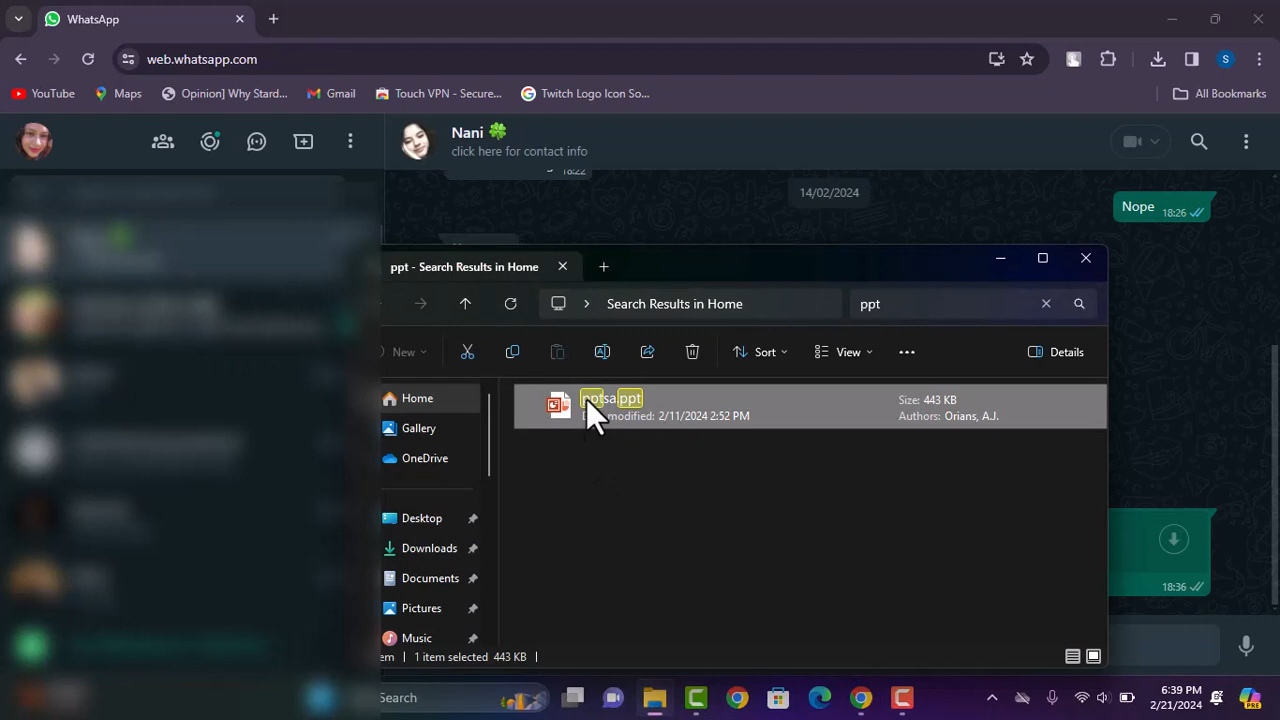 WhatsApp
web.whatsapp.com
YouTube
Maps
Opinion] Why Stard...
Gmail
Touch VPN - Secure...
Twitch Logo Icon So...
All Bookmarks
S
Nani
click here for contact info
18:22
14/02/2024
Nope 18:26
ppt - Search Results in Home
Search Results in Home
ppt
New
Sort
View
Details
Home
Gallery
OneDrive
Desktop
Downloads
Documents
Pictures
Music
pptsa.ppt
modified: 2/11/2024 2:52 PM
Size: 443 KB
Authors: Orians, A.J.
1 item selected 443 KB
18:36
Search
6:39 PM
2/21/2024
PRE